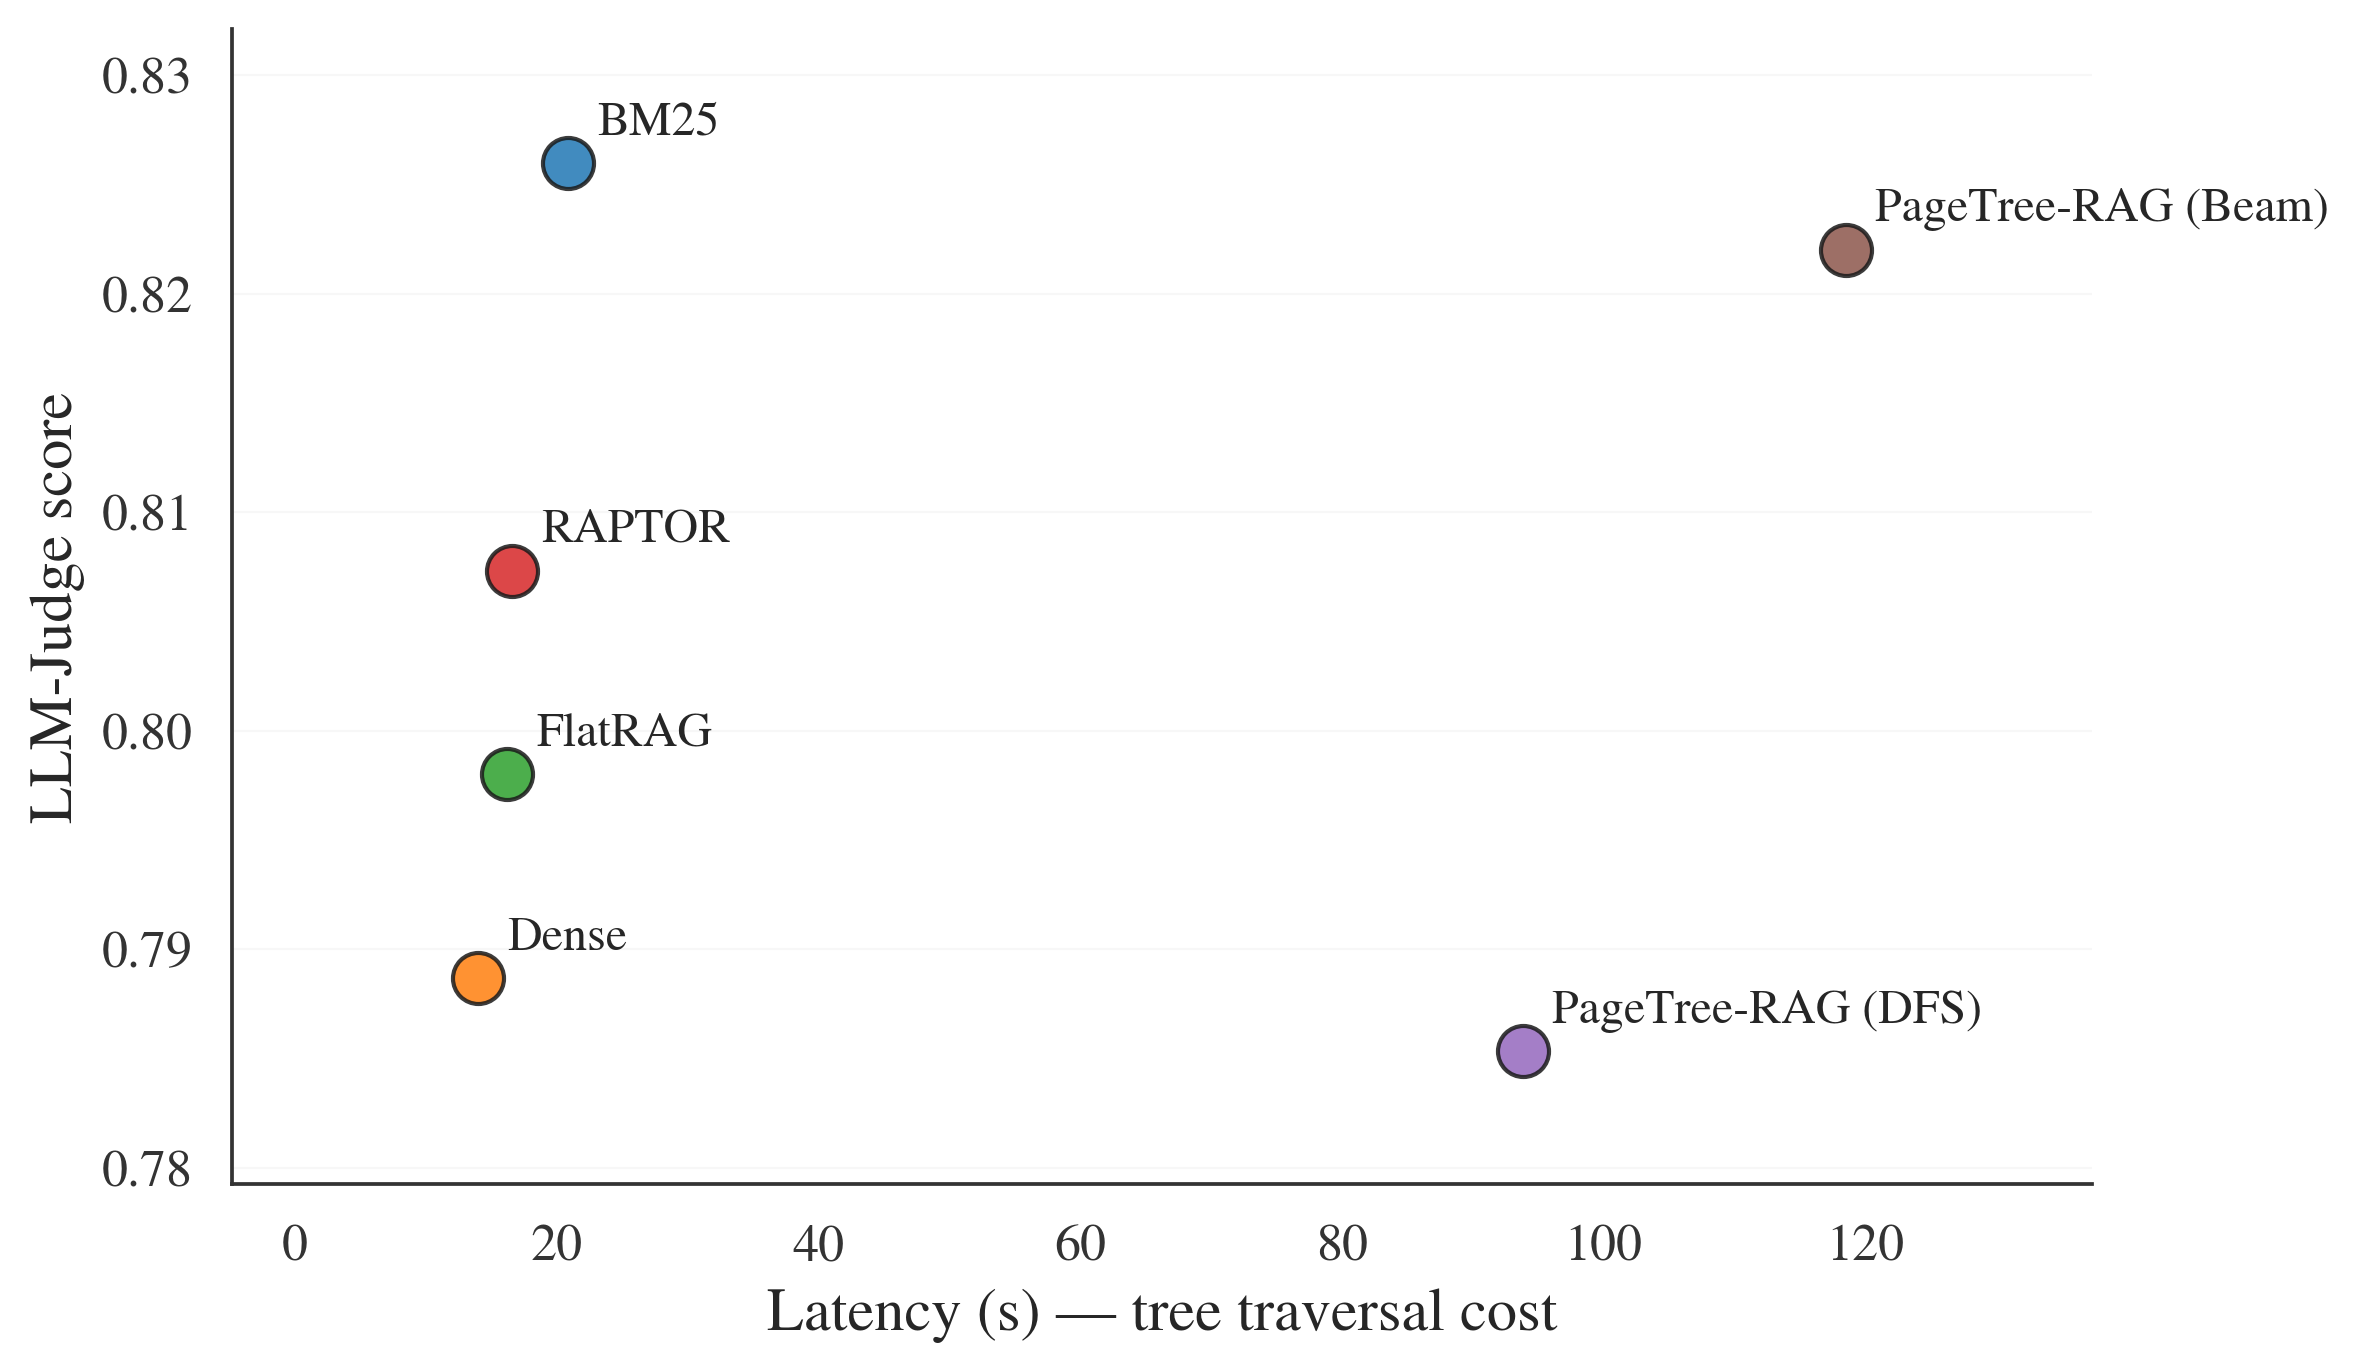 0.83
BM25
PageTree-RAG (Beam)
0.82
0.81
RAPTOR
LLM-Judge score
0.80
FlatRAG
0.79
Dense
PageTree-RAG (DFS)
0.78
0 20 40 60 80 100 120
Latency (s) — tree traversal cost